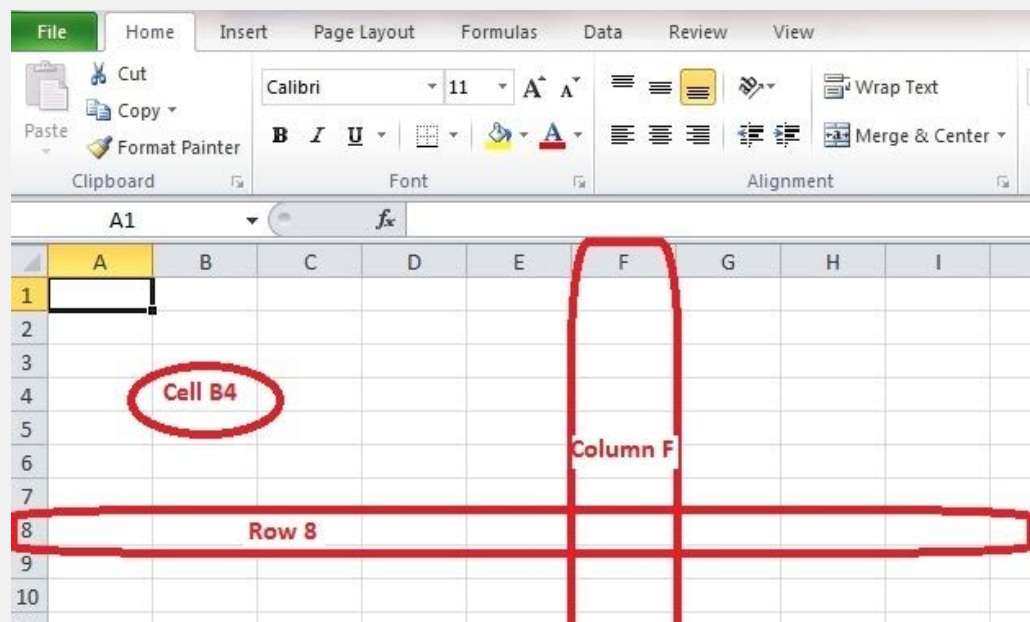 File Home Insert Page Layout Formulas Data Review View
Cut
Calibri 11 A A Wrap Text
Copy
Paste
Format Painter B I U A Merge & Center
Clipboard Font Alignment
A1 fx
A B C D E F G H I
1
2
3
4 Cell B4
5
6 Column F
7
8 Row 8
9
10